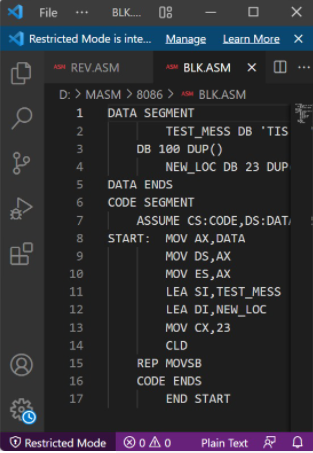 File
BLK....
Restricted Mode is inte... Manage Learn More
ASM REV.ASM ASM BLK.ASM
D: > MASM > 8086 > ASM BLK.ASM
1 DATA SEGMENT
2 TEST_MESS DB 'TIS
3 DB 100 DUP()
4 NEW_LOC DB 23 DUP
5 DATA ENDS
6 CODE SEGMENT
7 ASSUME CS:CODE,DS:DATA
8 START: MOV AX,DATA
9 MOV DS,AX
10 MOV ES,AX
11 LEA SI,TEST_MESS
12 LEA DI,NEW_LOC
13 MOV CX,23
14 CLD
15 REP MOVSB
16 CODE ENDS
17 END START
Restricted Mode 0 0 Plain Text